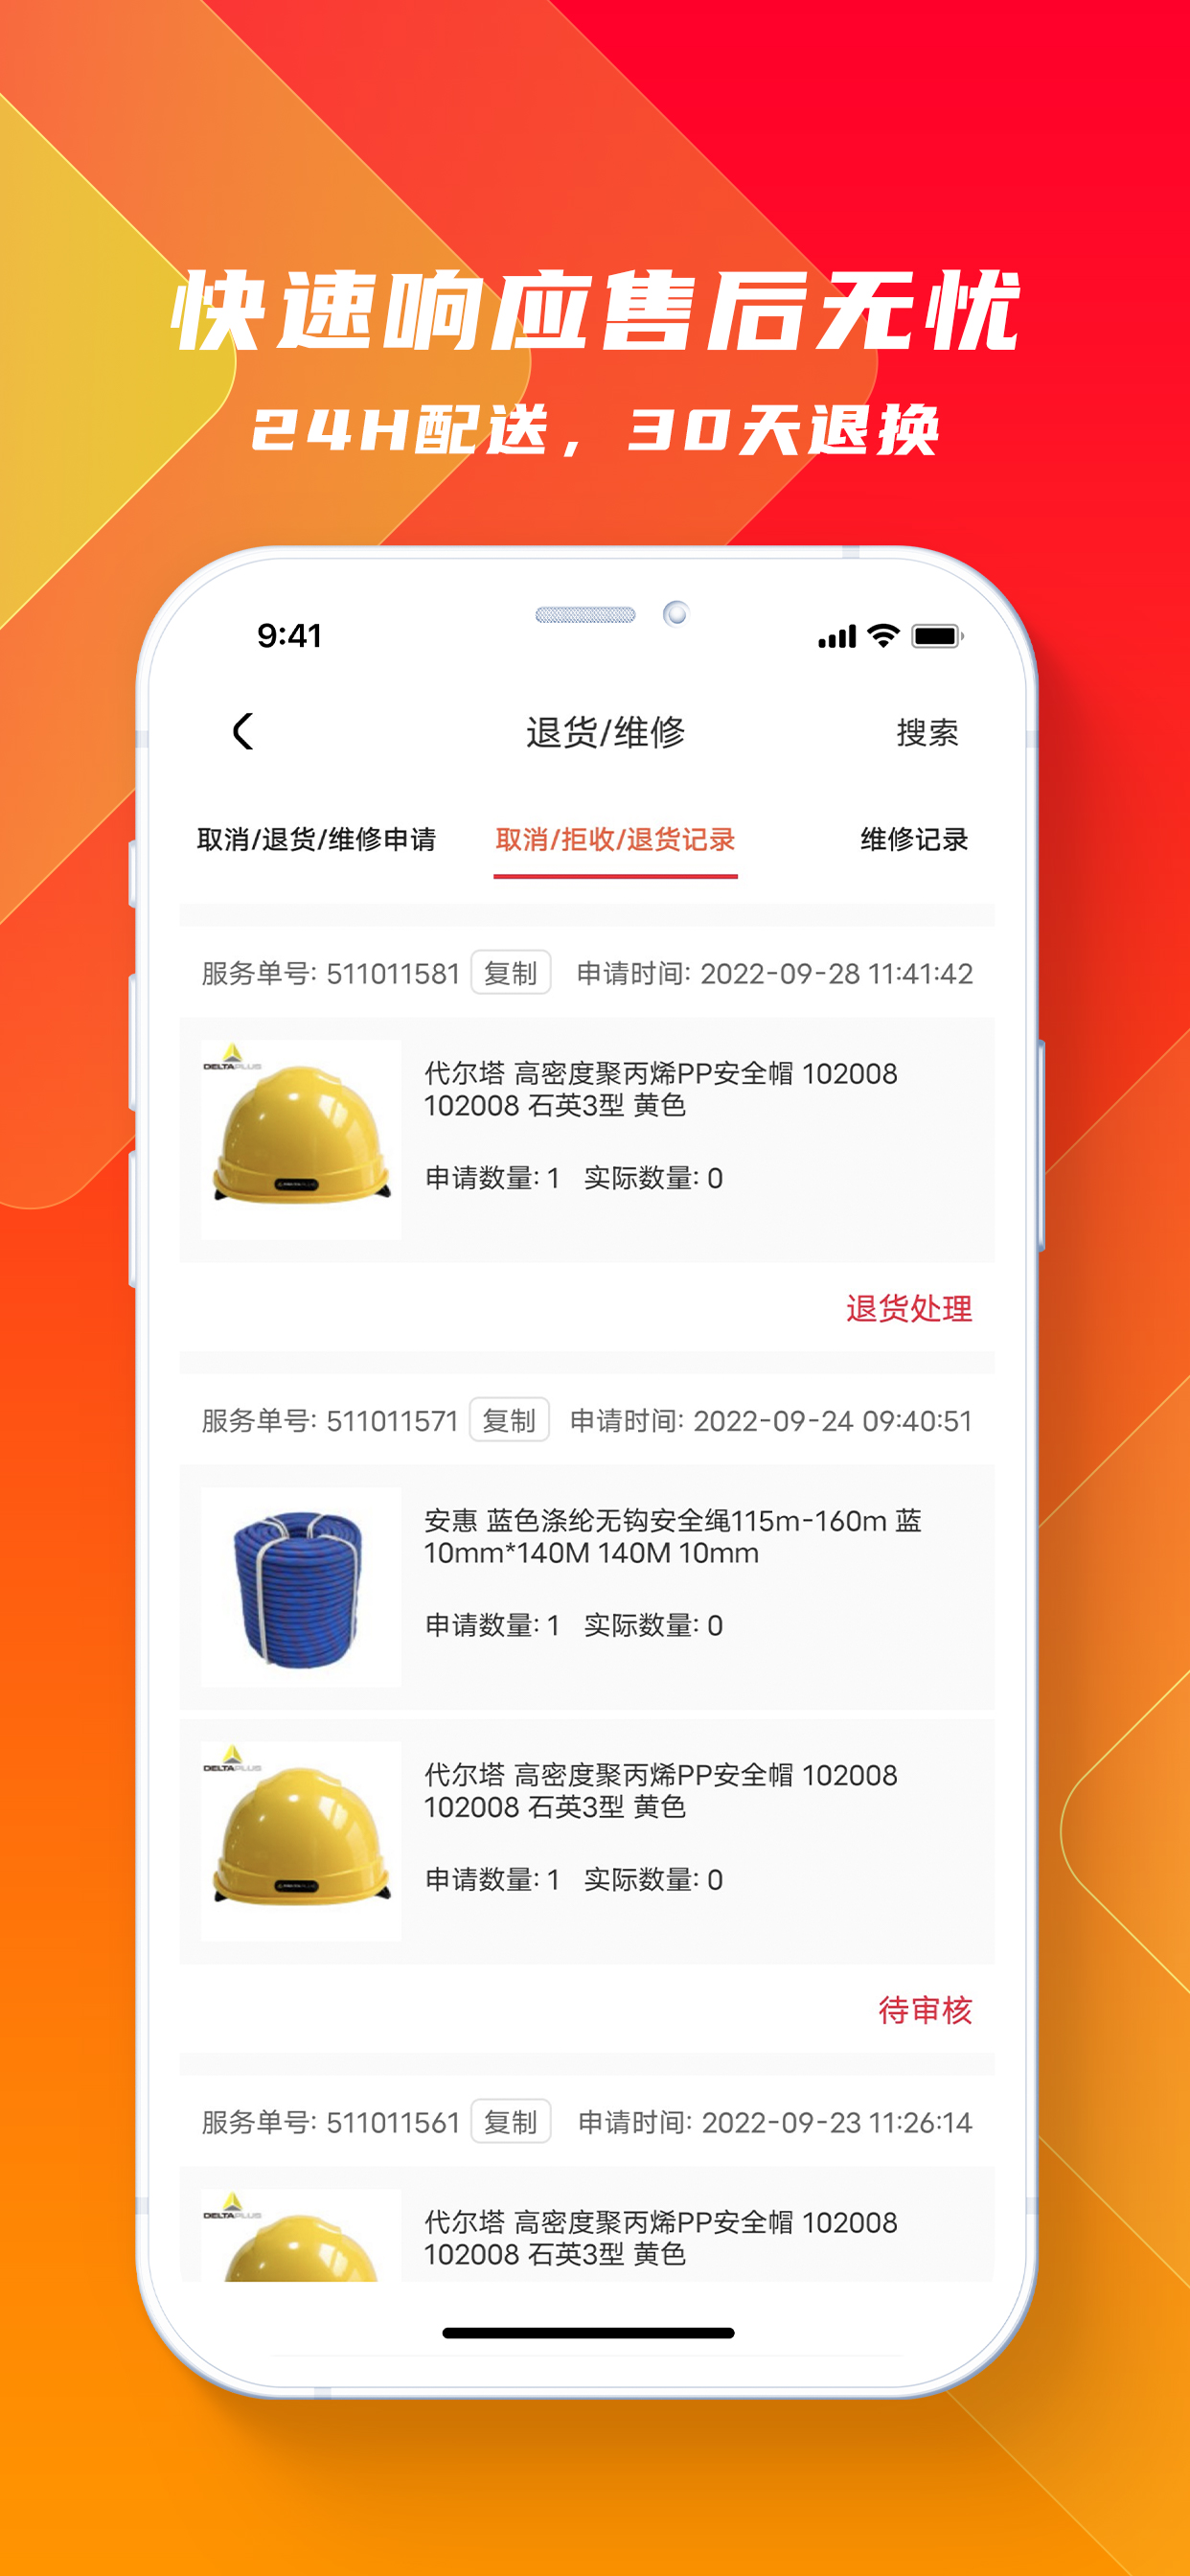 快速响应售后无忧
24H配送，30天退换
9:41
退货/维修
搜索
取消/退货/维修申请
取消/拒收/退货记录
维修记录
服务单号: 511011581
复制
申请时间: 2022-09-28 11:41:42
DELTAPLUS
代尔塔 高密度聚丙烯PP安全帽 102008
102008 石英3型 黄色
申请数量: 1 实际数量: 0
退货处理
服务单号: 511011571
复制
申请时间: 2022-09-24 09:40:51
安惠 蓝色涤纶无钩安全绳115m-160m 蓝
10mm*140M 140M 10mm
申请数量: 1 实际数量: 0
DELTAPLUS
代尔塔 高密度聚丙烯PP安全帽 102008
102008 石英3型 黄色
申请数量: 1 实际数量: 0
待审核
服务单号: 511011561
复制
申请时间: 2022-09-23 11:26:14
DELTAPLUS
代尔塔 高密度聚丙烯PP安全帽 102008
102008 石英3型 黄色